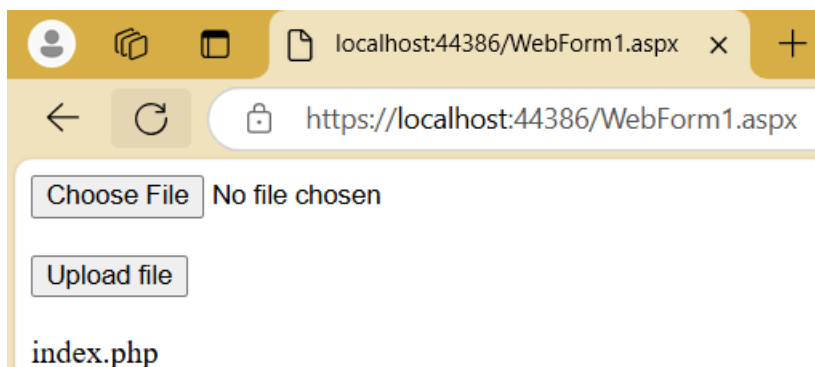 localhost:44386/WebForm1.aspx
https://localhost:44386/WebForm1.aspx
Choose File No file chosen
Upload file
index.php